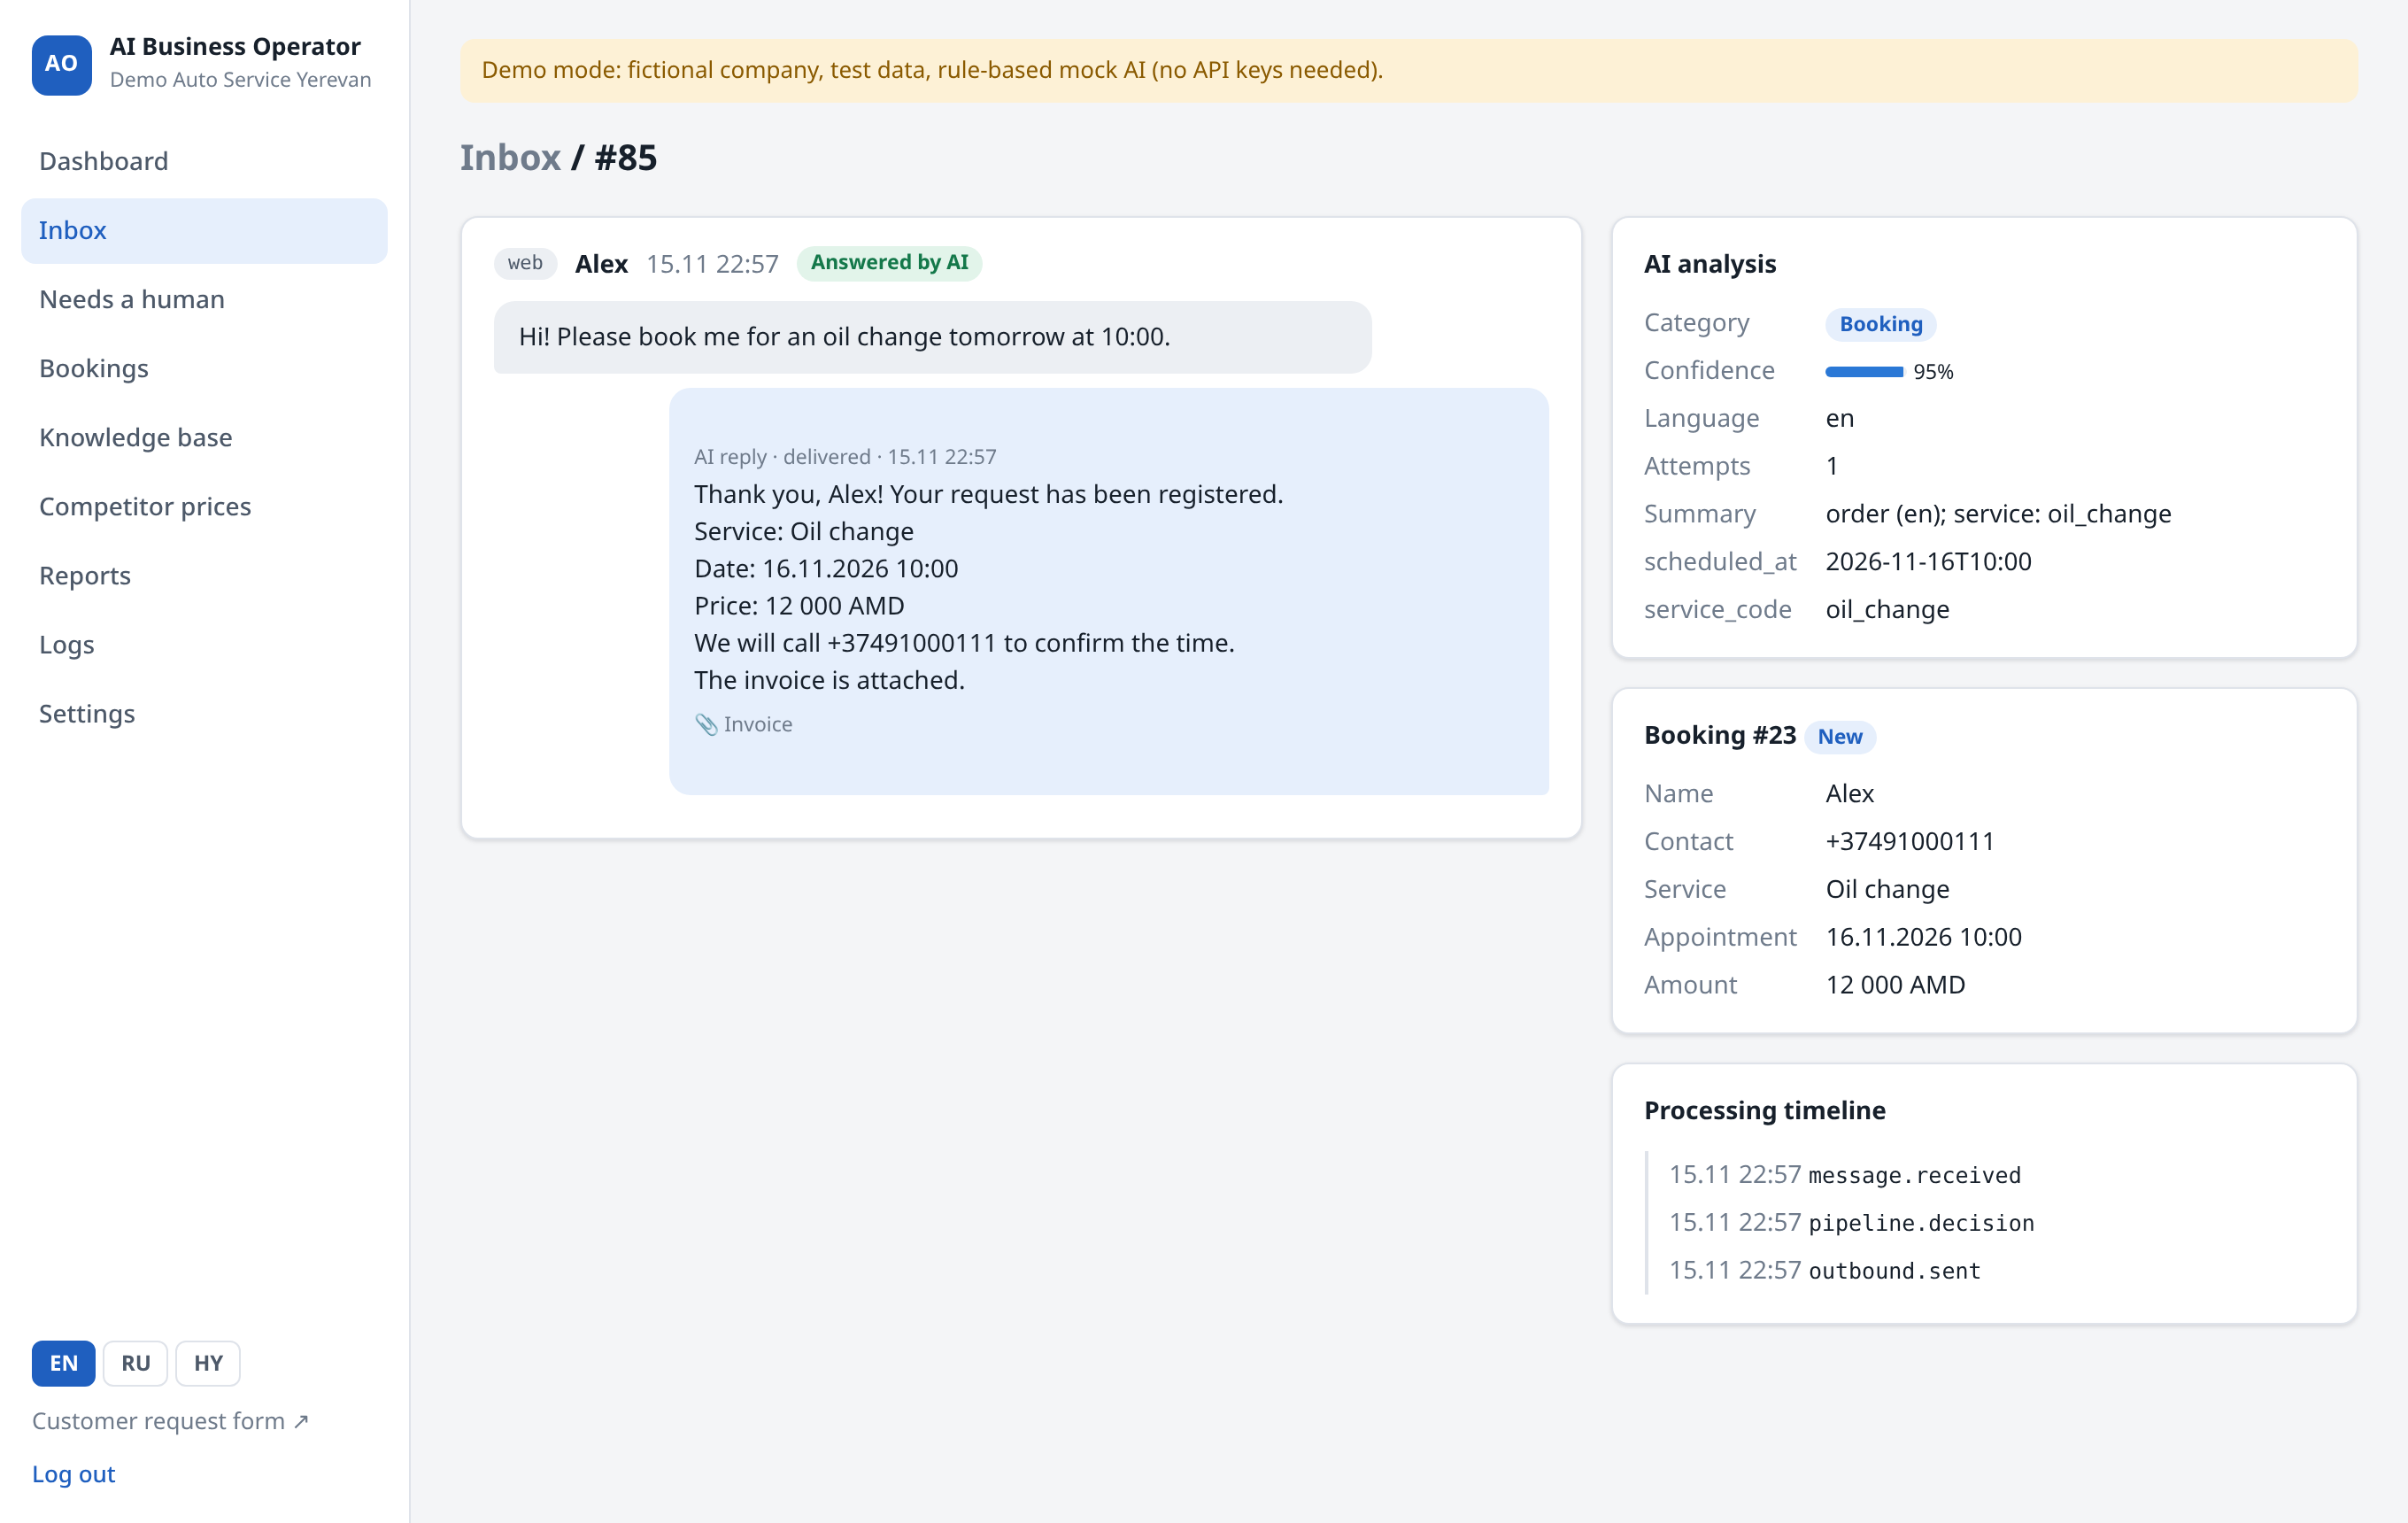 AO
AI Business Operator
Demo Auto Service Yerevan
Dashboard
Inbox
Needs a human
Bookings
Knowledge base
Competitor prices
Reports
Logs
Settings
EN RU HY
Customer request form ↗
Log out
Demo mode: fictional company, test data, rule-based mock AI (no API keys needed).
Inbox / #85
web Alex 15.11 22:57 Answered by AI
Hi! Please book me for an oil change tomorrow at 10:00.
AI reply · delivered · 15.11 22:57
Thank you, Alex! Your request has been registered.
Service: Oil change
Date: 16.11.2026 10:00
Price: 12 000 AMD
We will call +37491000111 to confirm the time.
The invoice is attached.
📎 Invoice
AI analysis
Category Booking
Confidence 95%
Language en
Attempts 1
Summary order (en); service: oil_change
scheduled_at 2026-11-16T10:00
service_code oil_change
Booking #23 New
Name Alex
Contact +37491000111
Service Oil change
Appointment 16.11.2026 10:00
Amount 12 000 AMD
Processing timeline
15.11 22:57 message.received
15.11 22:57 pipeline.decision
15.11 22:57 outbound.sent